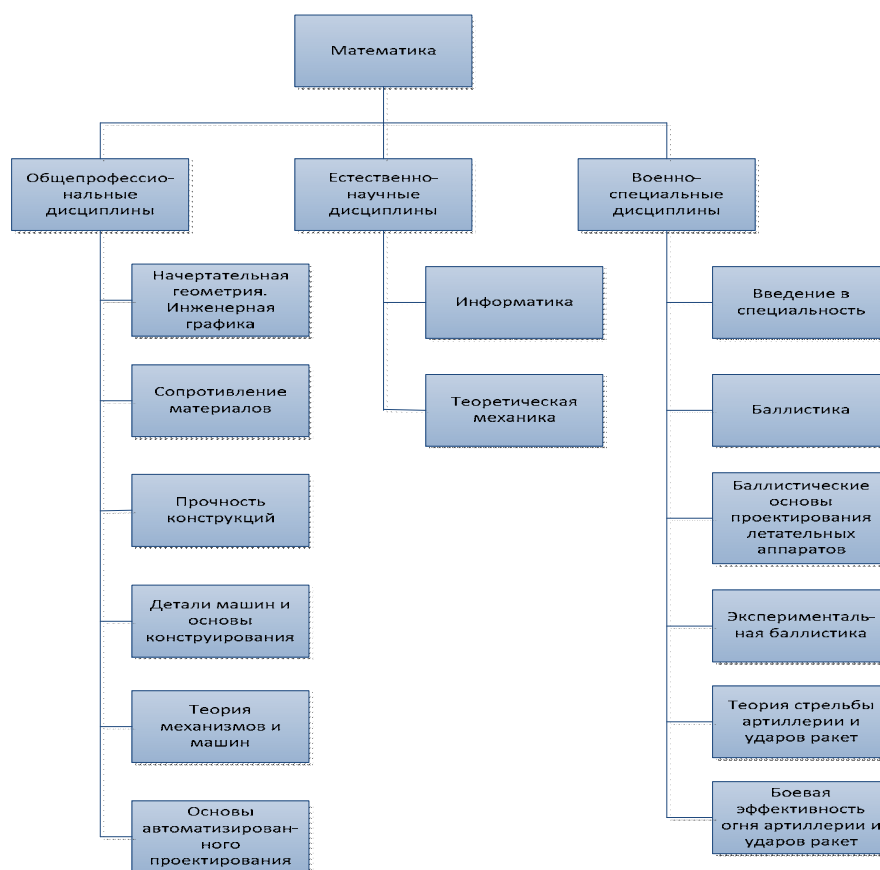 Математика
Общепрофессио-
нальные
дисциплины
Естественно-
научные
дисциплины
Военно-
специальные
дисциплины
Начертательная
геометрия.
Инженерная
графика
Сопротивление
материалов
Прочность
конструкций
Детали машин и
основы
конструирования
Теория
механизмов и
машин
Основы
автоматизирован-
ного
проектирования
Информатика
Теоретическая
механика
Введение в
специальность
Баллистика
Баллистические
основы
проектирования
летательных
аппаратов
Эксперименталь-
ная баллистика
Теория стрельбы
артиллерии и
ударов ракет
Боевая
эффективность
огня артиллерии и
ударов ракет